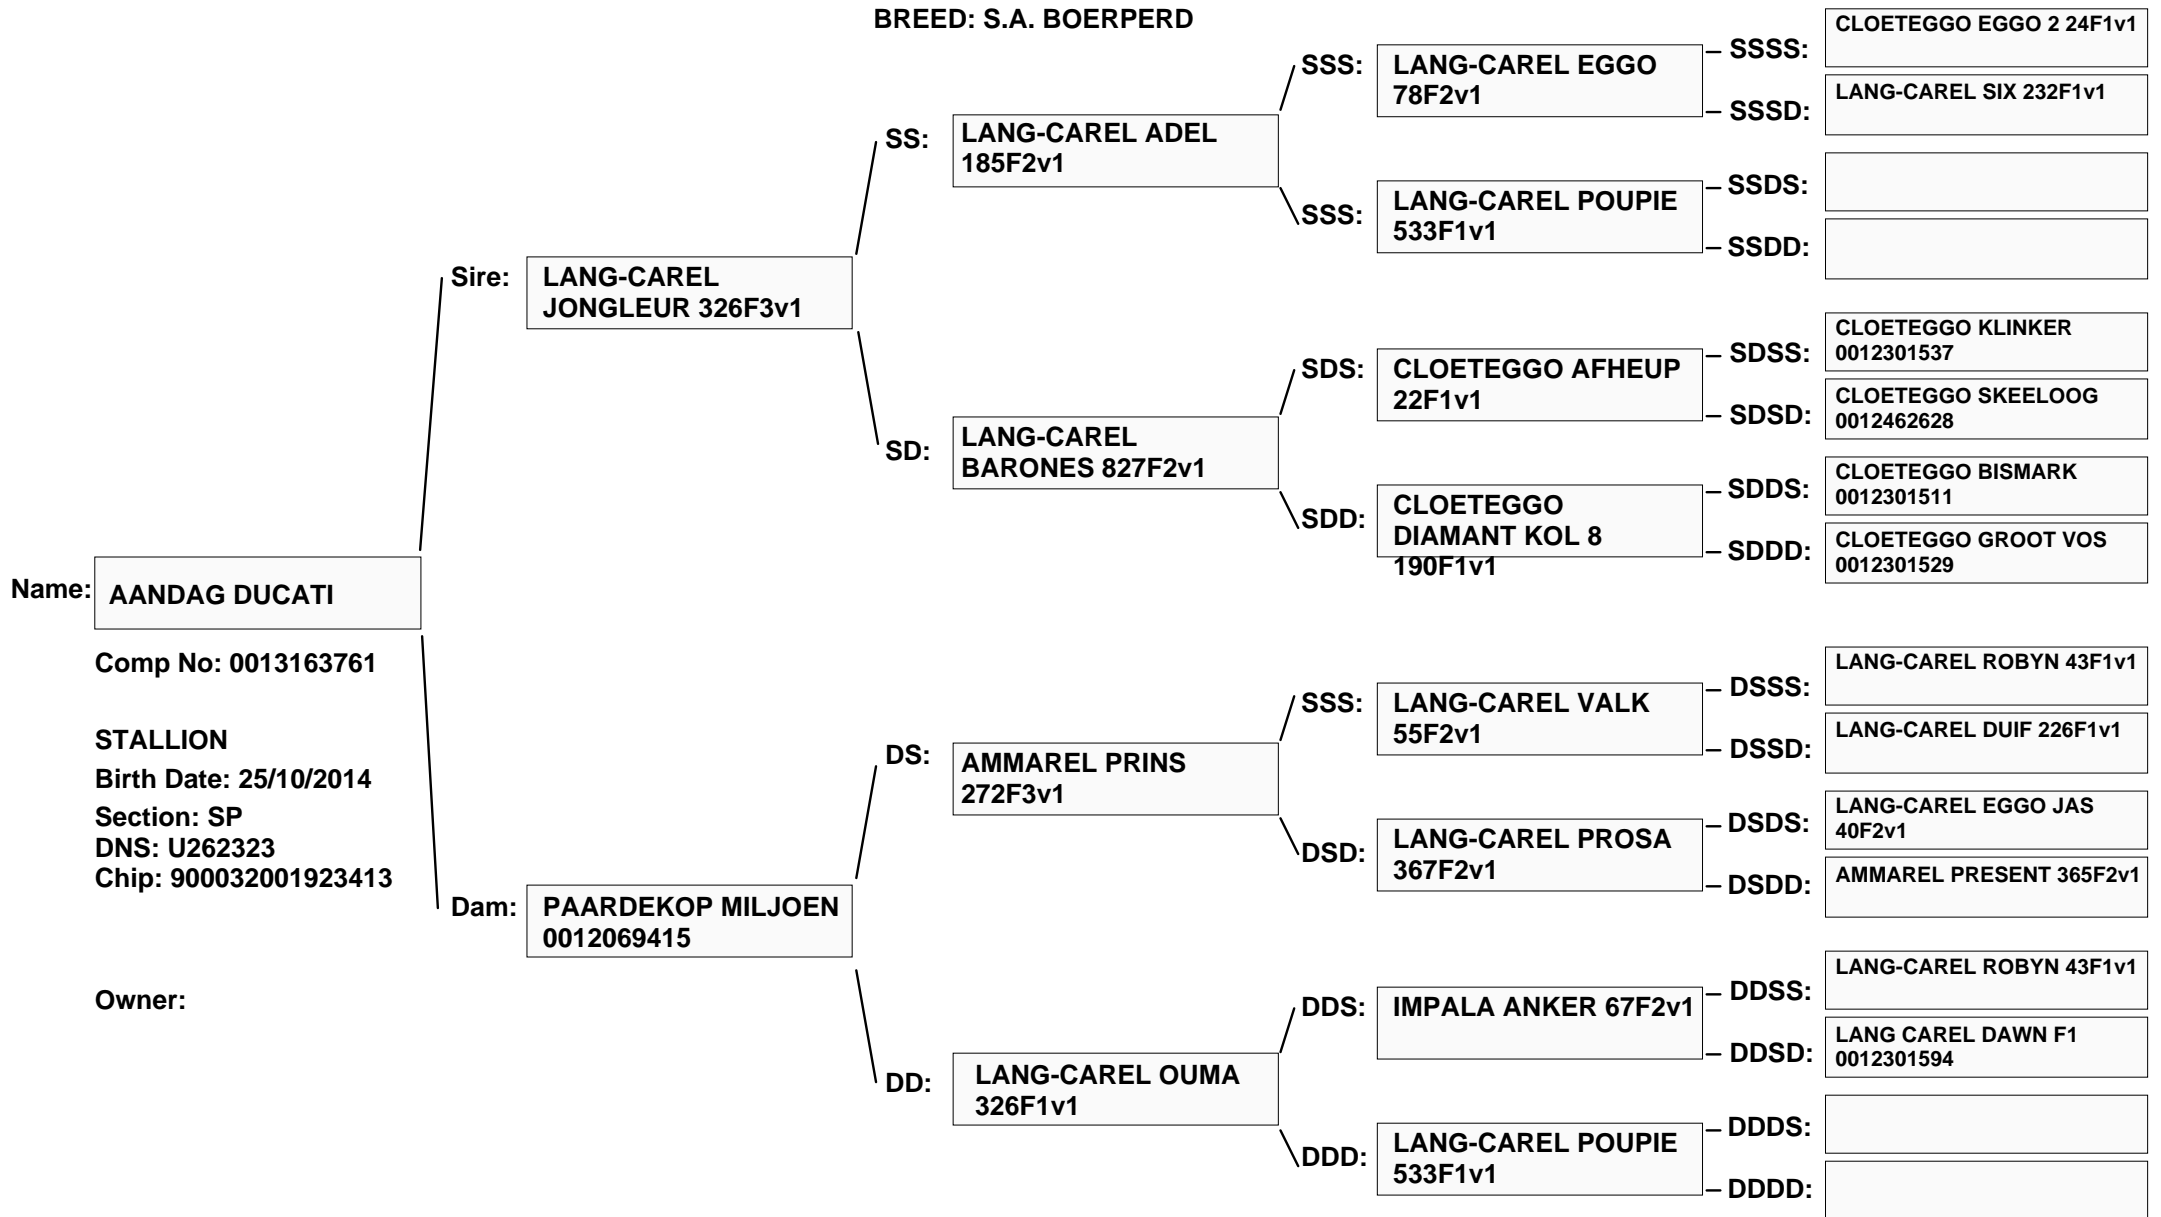 BREED: S.A. BOERPERD
Name:
AANDAG DUCATI
Comp No: 0013163761
STALLION
Birth Date: 25/10/2014
Section: SP
DNS: U262323
Chip: 900032001923413
Owner:
Sire:
LANG-CAREL
JONGLEUR 326F3v1
Dam:
PAARDEKOP MILJOEN
0012069415
SS:
LANG-CAREL ADEL
185F2v1
SD:
LANG-CAREL
BARONES 827F2v1
DS:
AMMAREL PRINS
272F3v1
DD:
LANG-CAREL OUMA
326F1v1
SSS:
LANG-CAREL EGGO
78F2v1
SSS:
LANG-CAREL POUPIE
533F1v1
SDS:
CLOETEGGO AFHEUP
22F1v1
SDD:
CLOETEGGO
DIAMANT KOL 8
190F1v1
SSS:
LANG-CAREL VALK
55F2v1
DSD:
LANG-CAREL PROSA
367F2v1
DDS:
IMPALA ANKER 67F2v1
DDD:
LANG-CAREL POUPIE
533F1v1
SSSS:
CLOETEGGO EGGO 2 24F1v1
SSSD:
LANG-CAREL SIX 232F1v1
SSDS:
SSDD:
SDSS:
CLOETEGGO KLINKER
0012301537
SDSD:
CLOETEGGO SKEELOOG
0012462628
SDDS:
CLOETEGGO BISMARK
0012301511
SDDD:
CLOETEGGO GROOT VOS
0012301529
DSSS:
LANG-CAREL ROBYN 43F1v1
DSSD:
LANG-CAREL DUIF 226F1v1
DSDS:
LANG-CAREL EGGO JAS
40F2v1
DSDD:
AMMAREL PRESENT 365F2v1
DDSS:
LANG-CAREL ROBYN 43F1v1
DDSD:
LANG CAREL DAWN F1
0012301594
DDDS:
DDDD: